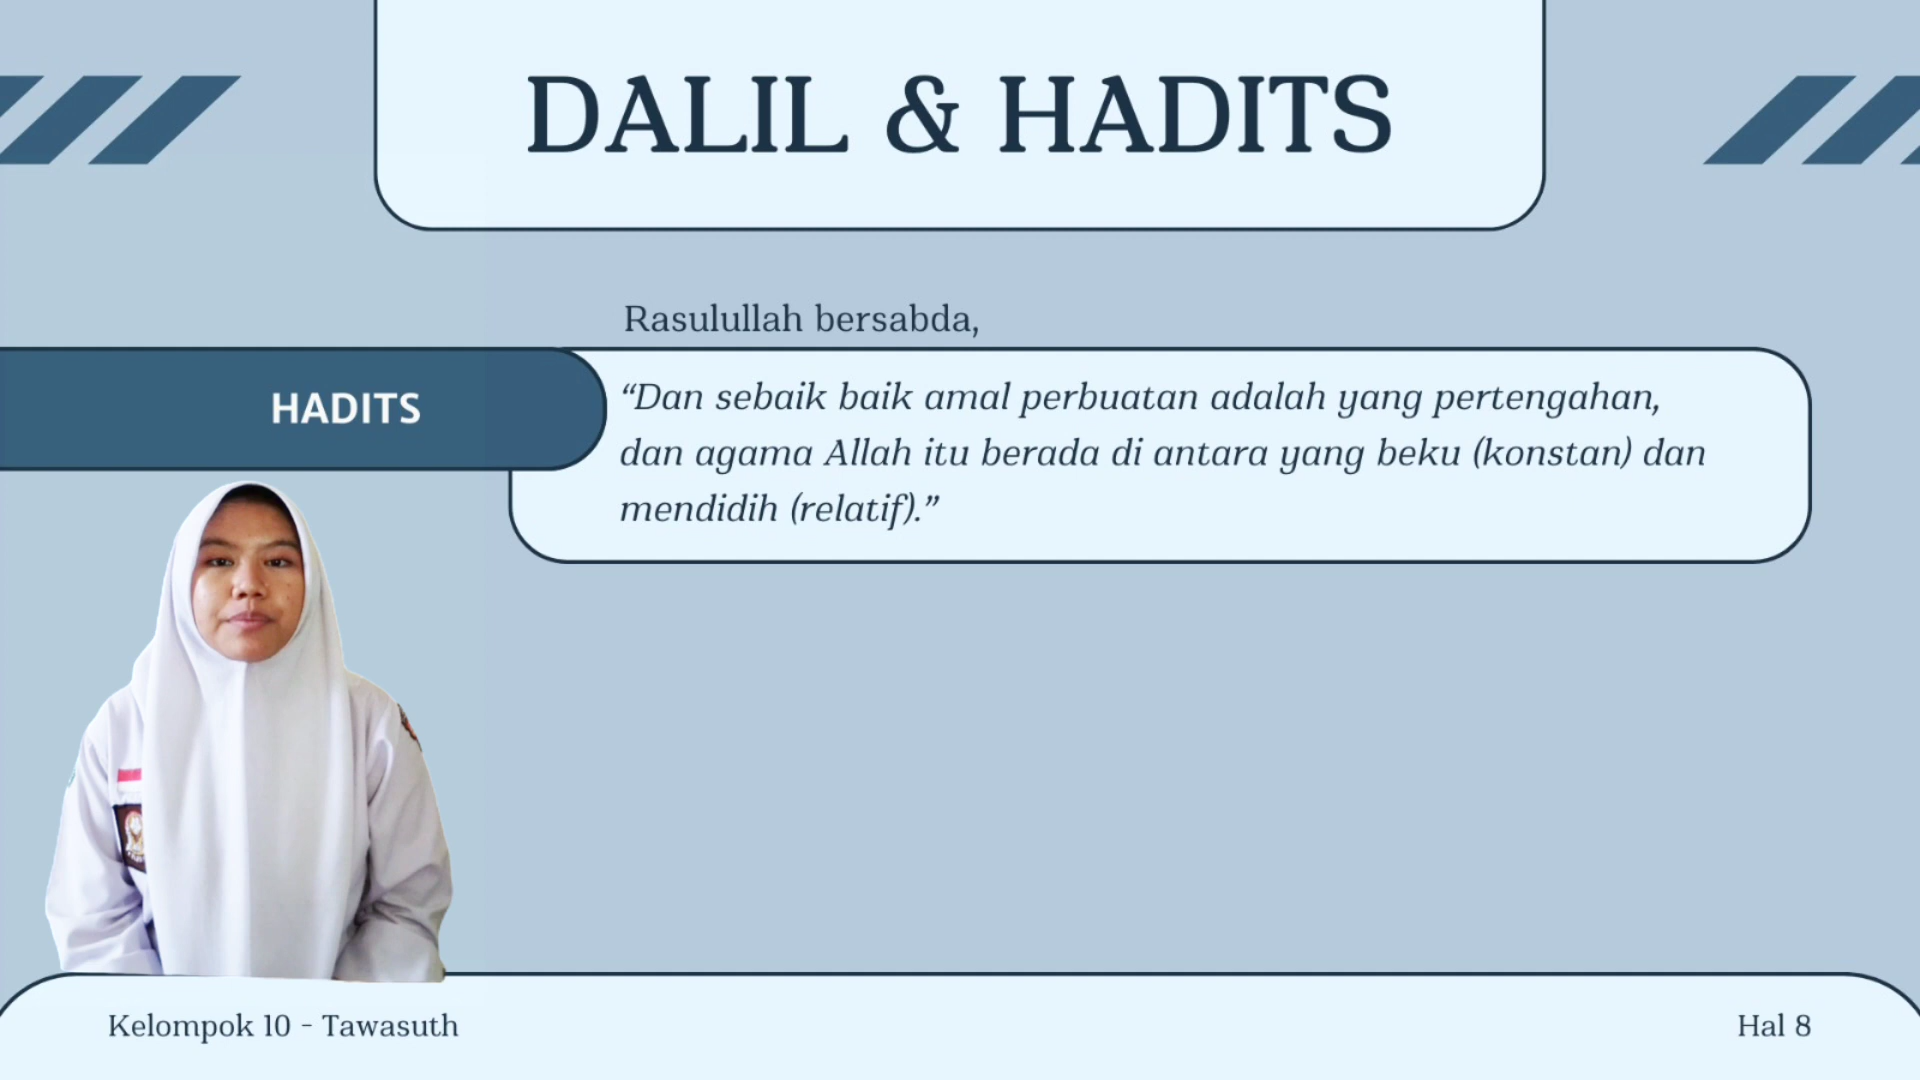 DALIL & HADITS
Rasulullah bersabda,
HADITS
“Dan sebaik baik amal perbuatan adalah yang pertengahan,
dan agama Allah itu berada di antara yang beku (konstan) dan
mendidih (relatif).”
Kelompok 10 - Tawasuth
Hal 8